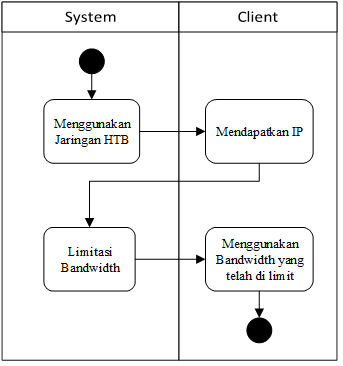 System
Client
Menggunakan
Jaringan HTB
Mendapatkan IP
Limitasi
Bandwidth
Menggunakan
Bandwidth yang
telah di limit